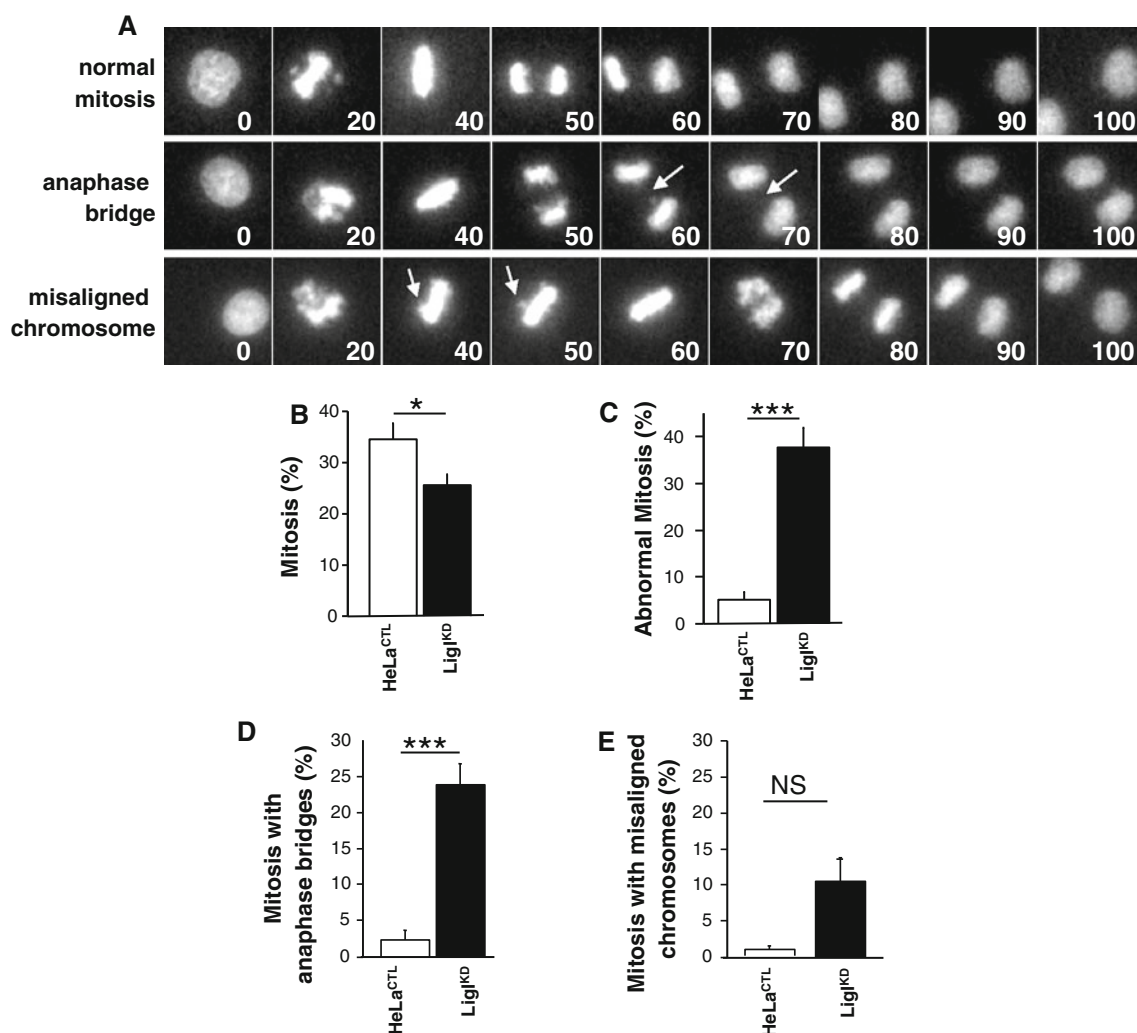 A
normal
mitosis
0 20 40 50 60 70 80 90 100
anaphase
bridge
0 20 40 50 60 70 80 90 100
misaligned
chromosome
0 20 40 50 60 70 80 90 100
B
Mitosis (%)
40
30
20
10
0
*
HeLaCTL
LigIKD
C
Abnormal Mitosis (%)
40
30
20
10
0
***
HeLaCTL
LigIKD
D
Mitosis with
anaphase bridges (%)
30
25
20
15
10
5
0
***
HeLaCTL
LigIKD
E
Mitosis with misaligned
chromosomes (%)
30
25
20
15
10
5
0
NS
HeLaCTL
LigIKD